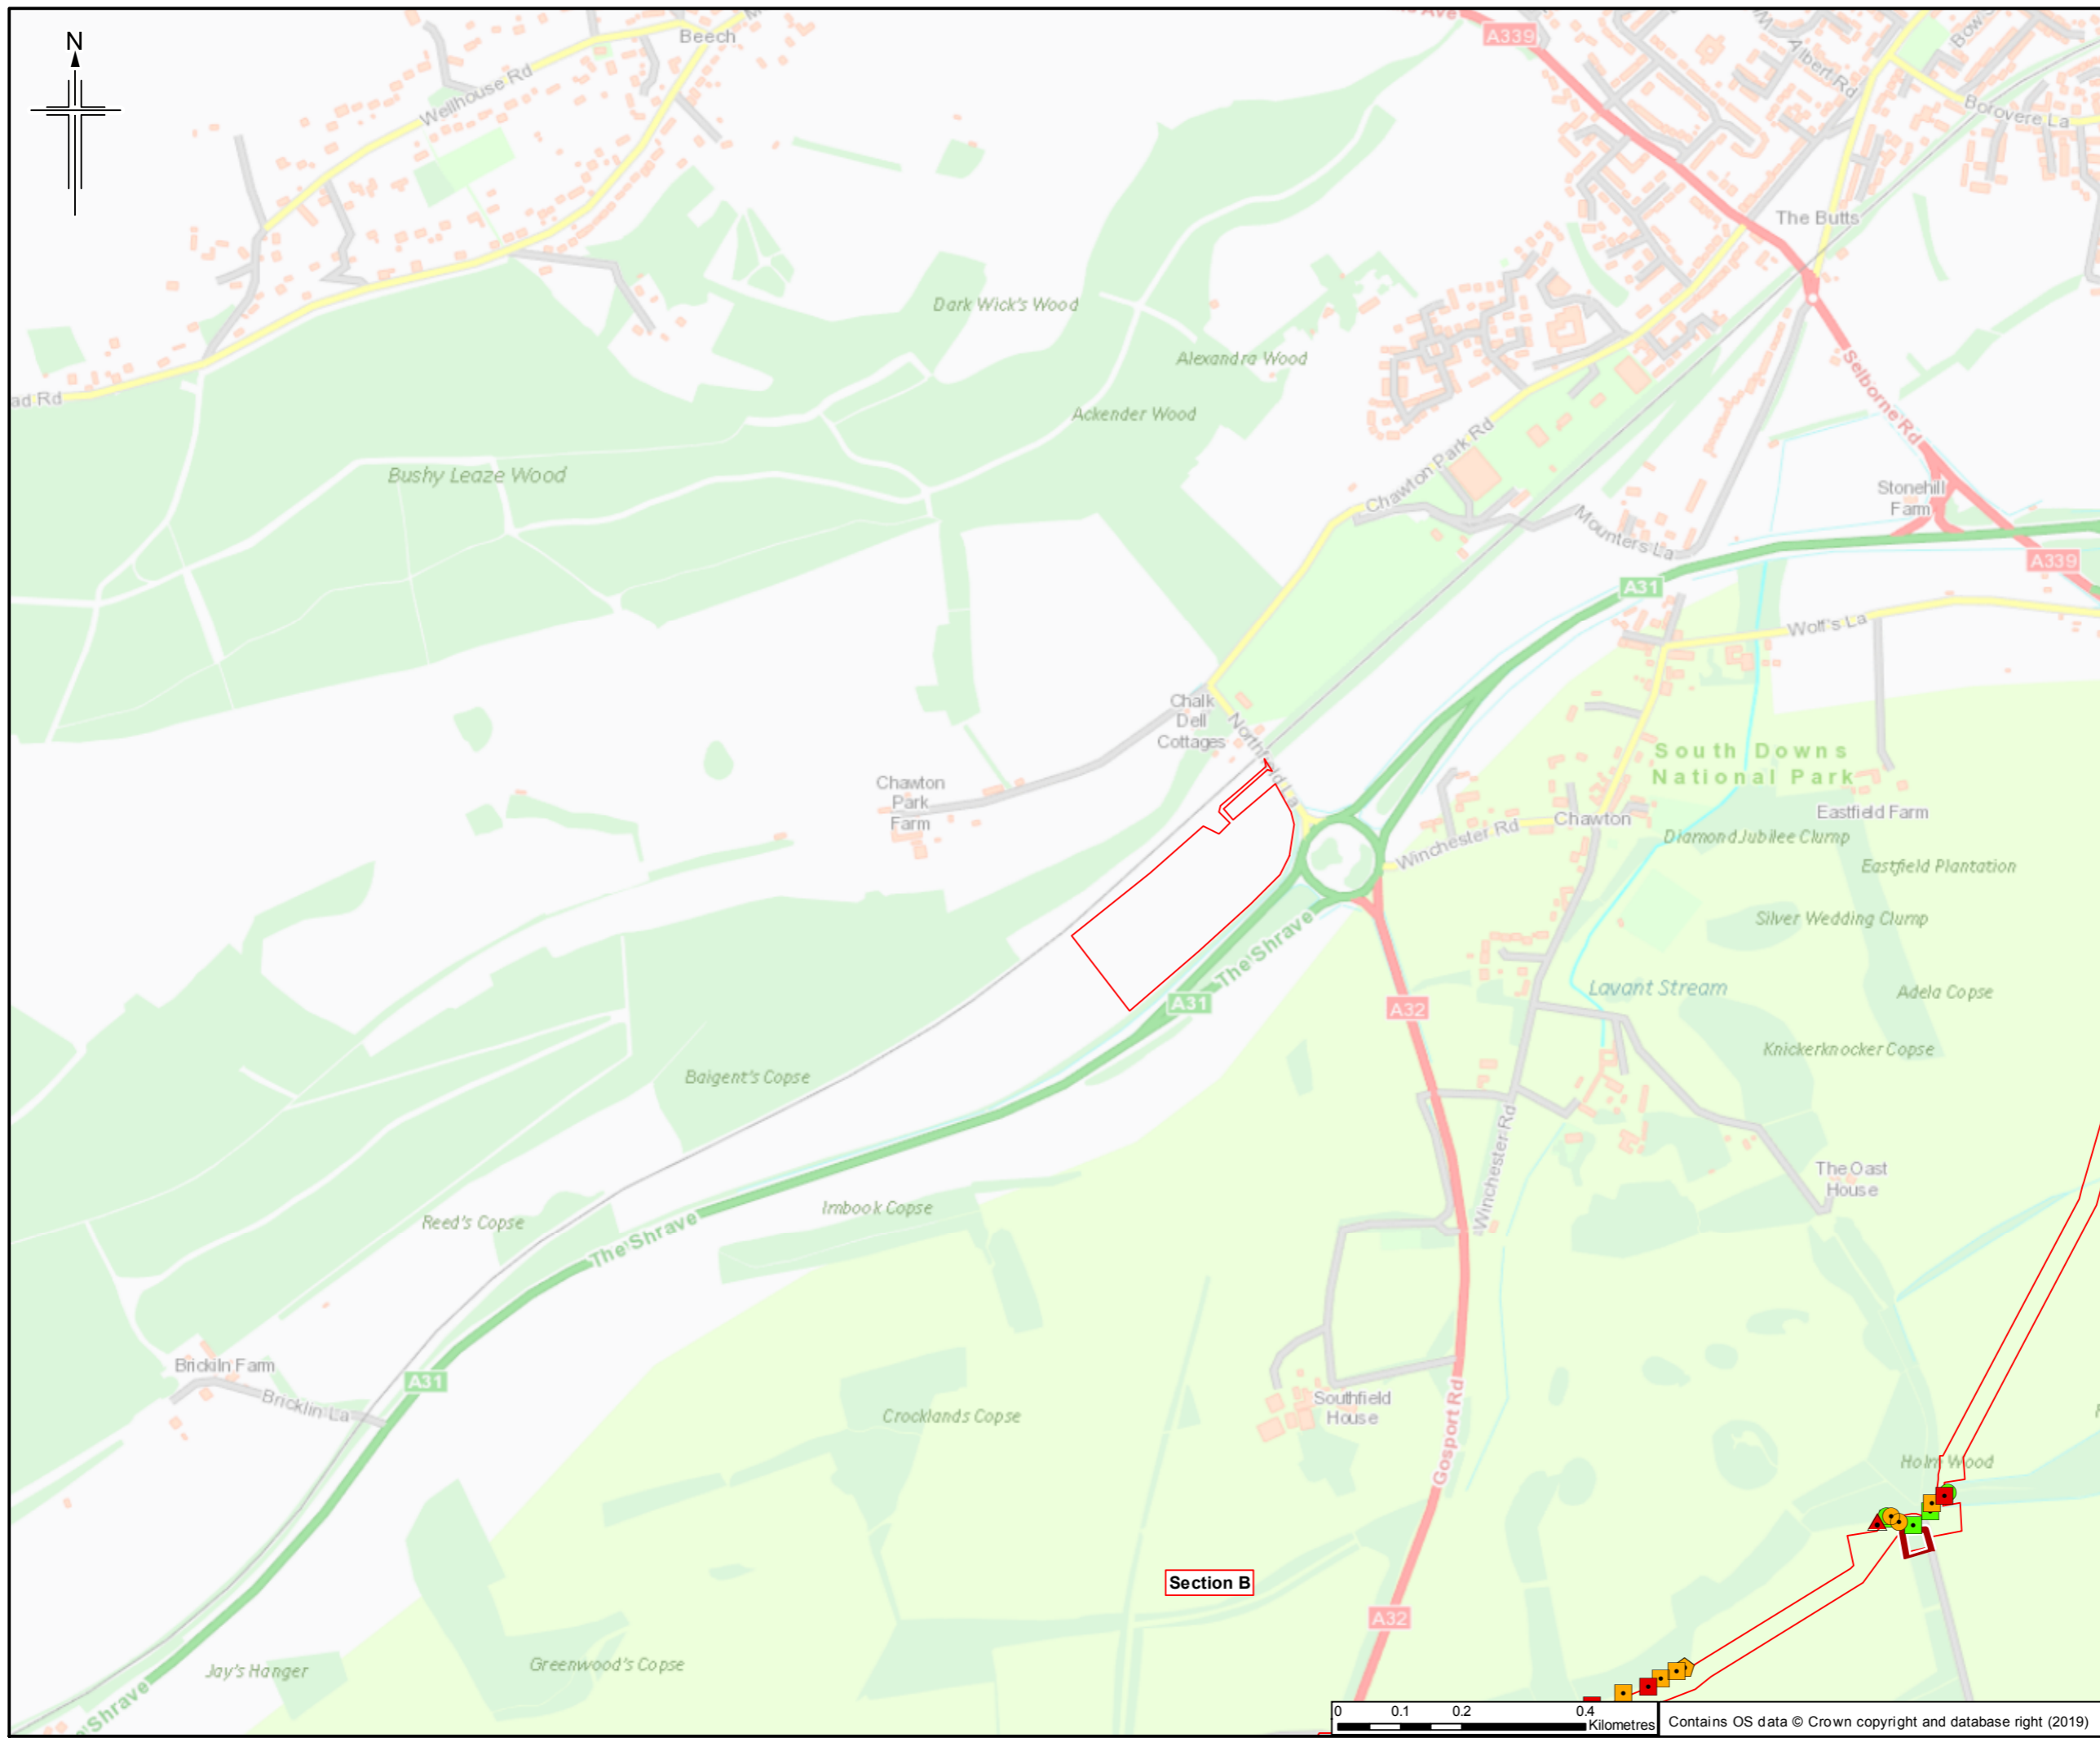 N
Beech
Wellhouse Rd
A339
Albert Rd
Borovere La
The Butts
Dark Wick's Wood
Alexandra Wood
Ackender Wood
ad Rd
Selborne Rd
Bushy Leaze Wood
Chawton Park Rd
Stonehill
Farm
Mounters La
A339
A31
Wolf's La
Chalk
Dell
Cottages
Northfield La
South Downs
National Park
Chawton
Park
Farm
Eastfield Farm
Chawton
Winchester Rd
Diamond Jubilee Clump
Eastfield Plantation
Silver Wedding Clump
The Shrave
Lavant Stream
Adela Copse
A31
A32
Knickerknocker Copse
Baigent's Copse
Winchester Rd
The Oast
House
Imbook Copse
Reed's Copse
The Shrave
Brickiln Farm
A31
Bricklin La
Southfield
House
Crocklands Copse
Gosport Rd
Holm Wood
Section B
A32
Jay's Hanger
Greenwood's Copse
e Shrave
0 0.1 0.2 0.4
Kilometres
Contains OS data © Crown copyright and database right (2019)